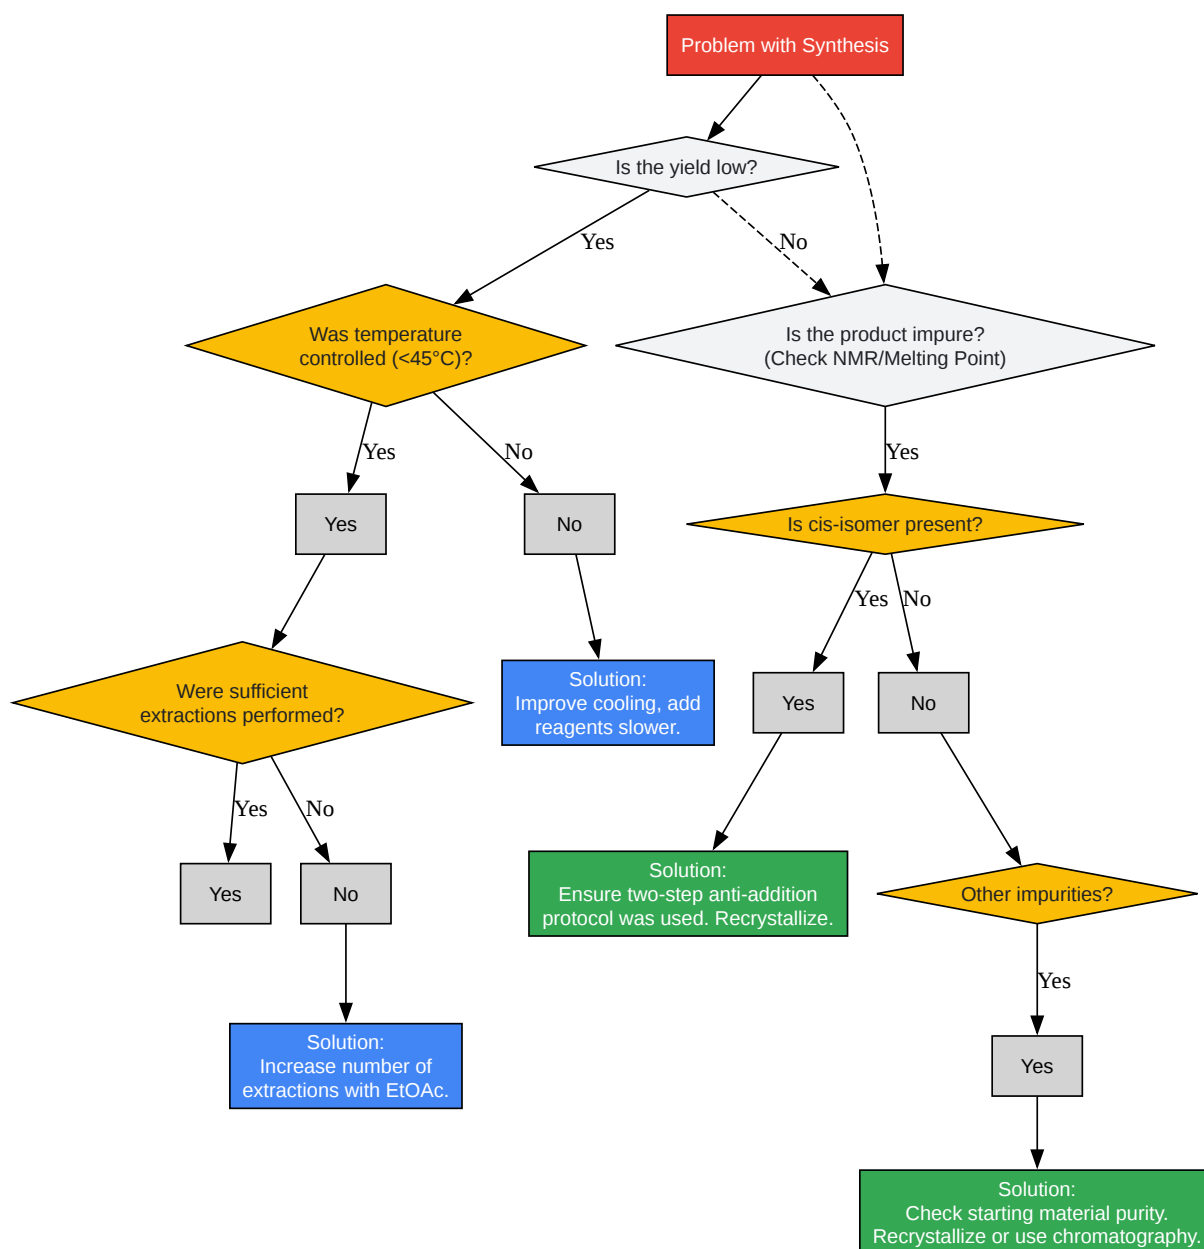 Problem with Synthesis
Is the yield low?
Yes
No
Was temperature
controlled (<45°C)?
Is the product impure?
(Check NMR/Melting Point)
Yes
No
Yes
Yes
No
Is cis-isomer present?
Yes
No
Were sufficient
extractions performed?
Solution:
Improve cooling, add
reagents slower.
Yes
No
Yes
No
Yes
No
Solution:
Ensure two-step anti-addition
protocol was used. Recrystallize.
Other impurities?
Yes
Solution:
Increase number of
extractions with EtOAc.
Yes
Solution:
Check starting material purity.
Recrystallize or use chromatography.